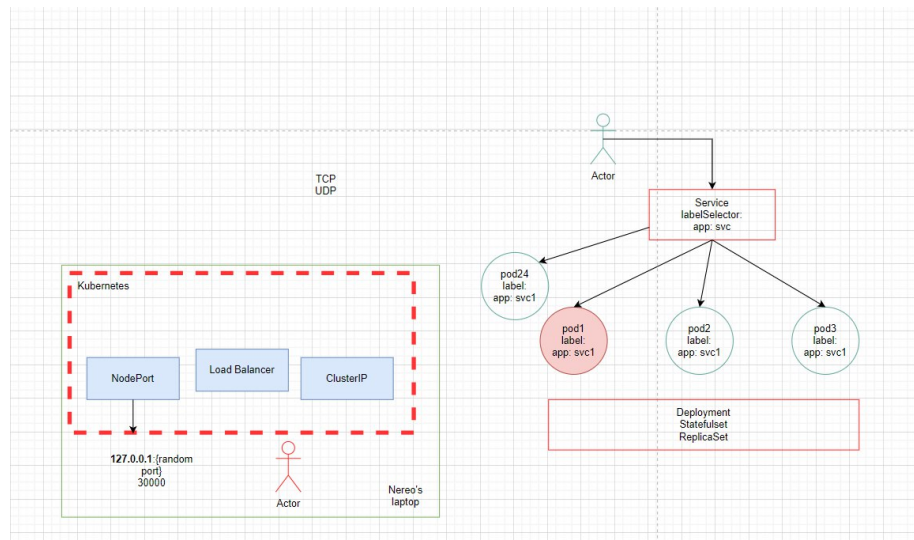 TCP
UDP
Actor
Service
labelSelector:
app: svc
pod24
label:
app: svc1
pod1
label:
app: svc1
pod2
label:
app: svc1
pod3
label:
app: svc1
Deployment
Statefulset
ReplicaSet
Kubernetes
NodePort
Load Balancer
ClusterIP
127.0.0.1:{random
port}
30000
Actor
Nereo's
laptop